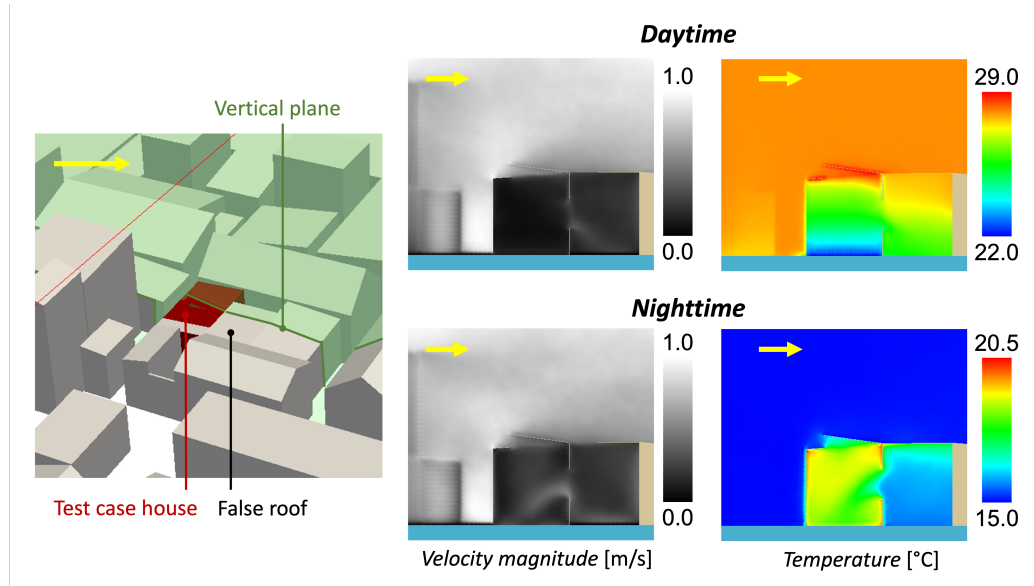 Daytime
Vertical plane
1.0
0.0
29.0
22.0
Nighttime
1.0
0.0
20.5
15.0
Test case house
False roof
Velocity magnitude [m/s]
Temperature [°C]